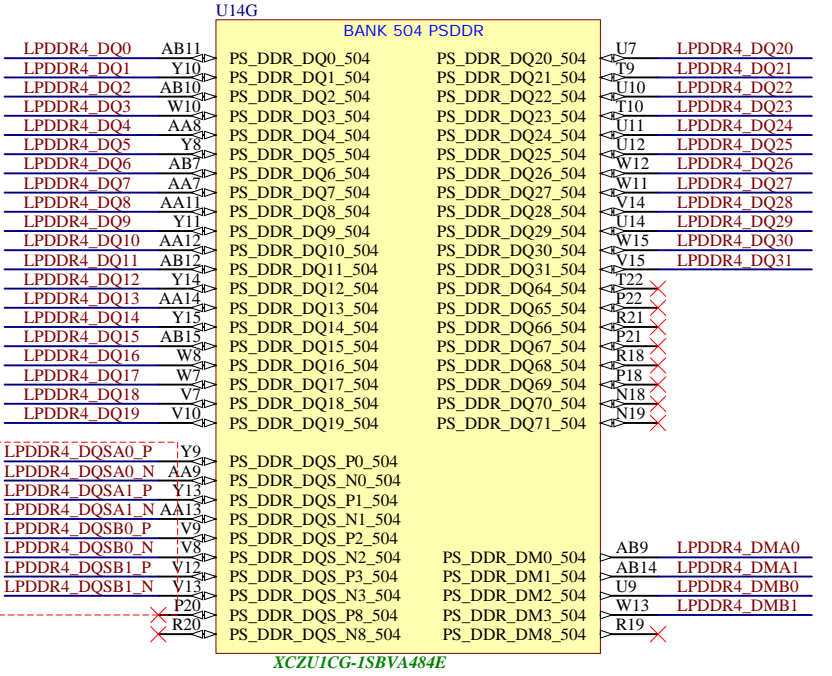 U14G
BANK 504 PSDDR
LPDDR4_DQ0 AB11 PS_DDR_DQ0_504 PS_DDR_DQ20_504 U7 LPDDR4_DQ20
LPDDR4_DQ1 Y10 PS_DDR_DQ1_504 PS_DDR_DQ21_504 T9 LPDDR4_DQ21
LPDDR4_DQ2 AB10 PS_DDR_DQ2_504 PS_DDR_DQ22_504 U10 LPDDR4_DQ22
LPDDR4_DQ3 W10 PS_DDR_DQ3_504 PS_DDR_DQ23_504 T10 LPDDR4_DQ23
LPDDR4_DQ4 AA8 PS_DDR_DQ4_504 PS_DDR_DQ24_504 U11 LPDDR4_DQ24
LPDDR4_DQ5 Y8 PS_DDR_DQ5_504 PS_DDR_DQ25_504 U12 LPDDR4_DQ25
LPDDR4_DQ6 AB7 PS_DDR_DQ6_504 PS_DDR_DQ26_504 W12 LPDDR4_DQ26
LPDDR4_DQ7 AA7 PS_DDR_DQ7_504 PS_DDR_DQ27_504 W11 LPDDR4_DQ27
LPDDR4_DQ8 AA11 PS_DDR_DQ8_504 PS_DDR_DQ28_504 V14 LPDDR4_DQ28
LPDDR4_DQ9 Y11 PS_DDR_DQ9_504 PS_DDR_DQ29_504 U14 LPDDR4_DQ29
LPDDR4_DQ10 AA12 PS_DDR_DQ10_504 PS_DDR_DQ30_504 W15 LPDDR4_DQ30
LPDDR4_DQ11 AB12 PS_DDR_DQ11_504 PS_DDR_DQ31_504 V15 LPDDR4_DQ31
LPDDR4_DQ12 Y14 PS_DDR_DQ12_504 PS_DDR_DQ64_504 T22
LPDDR4_DQ13 AA14 PS_DDR_DQ13_504 PS_DDR_DQ65_504 P22
LPDDR4_DQ14 Y15 PS_DDR_DQ14_504 PS_DDR_DQ66_504 R21
LPDDR4_DQ15 AB15 PS_DDR_DQ15_504 PS_DDR_DQ67_504 P21
LPDDR4_DQ16 W8 PS_DDR_DQ16_504 PS_DDR_DQ68_504 R18
LPDDR4_DQ17 W7 PS_DDR_DQ17_504 PS_DDR_DQ69_504 P18
LPDDR4_DQ18 V7 PS_DDR_DQ18_504 PS_DDR_DQ70_504 N18
LPDDR4_DQ19 V10 PS_DDR_DQ19_504 PS_DDR_DQ71_504 N19
LPDDR4_DQSA0_P Y9 PS_DDR_DQS_P0_504
LPDDR4_DQSA0_N AA9 PS_DDR_DQS_N0_504
LPDDR4_DQSA1_P Y13 PS_DDR_DQS_P1_504
LPDDR4_DQSA1_N AA13 PS_DDR_DQS_N1_504
LPDDR4_DQSB0_P V9 PS_DDR_DQS_P2_504
LPDDR4_DQSB0_N V8 PS_DDR_DQS_N2_504 PS_DDR_DM0_504 AB9 LPDDR4_DMA0
LPDDR4_DQSB1_P V12 PS_DDR_DQS_P3_504 PS_DDR_DM1_504 AB14 LPDDR4_DMA1
LPDDR4_DQSB1_N V13 PS_DDR_DQS_N3_504 PS_DDR_DM2_504 U9 LPDDR4_DMB0
P20 PS_DDR_DQS_P8_504 PS_DDR_DM3_504 W13 LPDDR4_DMB1
R20 PS_DDR_DQS_N8_504 PS_DDR_DM8_504 R19
XCZU1CG-1SBVA484E